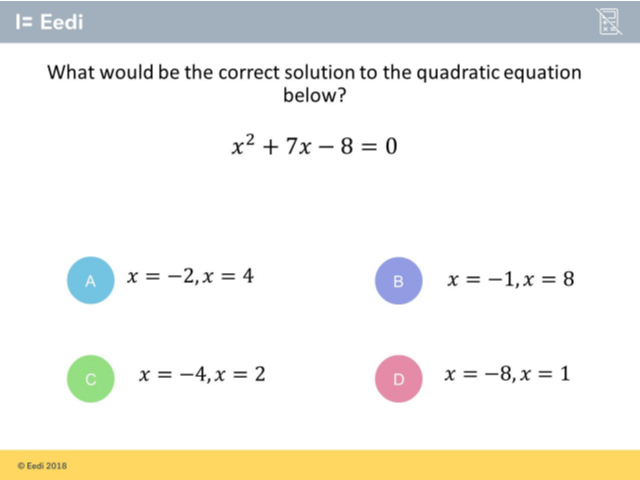 I= Eedi
What would be the correct solution to the quadratic equation
below?
x² + 7x − 8 = 0
A x = −2, x = 4
B x = −1, x = 8
C x = −4, x = 2
D x = −8, x = 1
© Eedi 2018